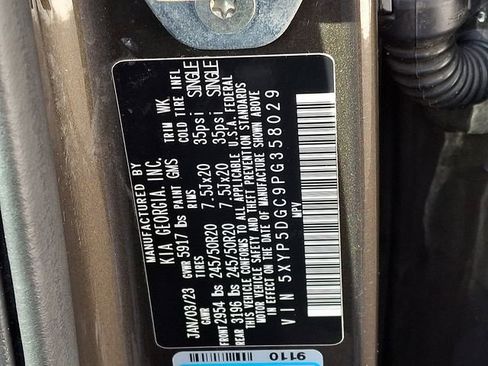 MANUFACTURED BY
KIA GEORGIA. INC.
JAN/03/23 GVWR 5917 lbs PAINT GMS TRIM WK
GAWR TIRES RIMS COLD TIRE INFL
FRONT 2954 lbs 245/50R20 7.5JX20 35psi SINGLE
REAR 3196 lbs 245/50R20 7.5JX20 35psi SINGLE
THIS VEHICLE CONFORMS TO ALL APPLICABLE U.S.A. FEDERAL
MOTOR VEHICLE SAFETY AND THEFT PREVENTION
STANDARDS IN EFFECT ON THE DATE OF MANUFACTURE SHOWN ABOVE
VIN 5XYP5DGC9PG358029
MPV
9110